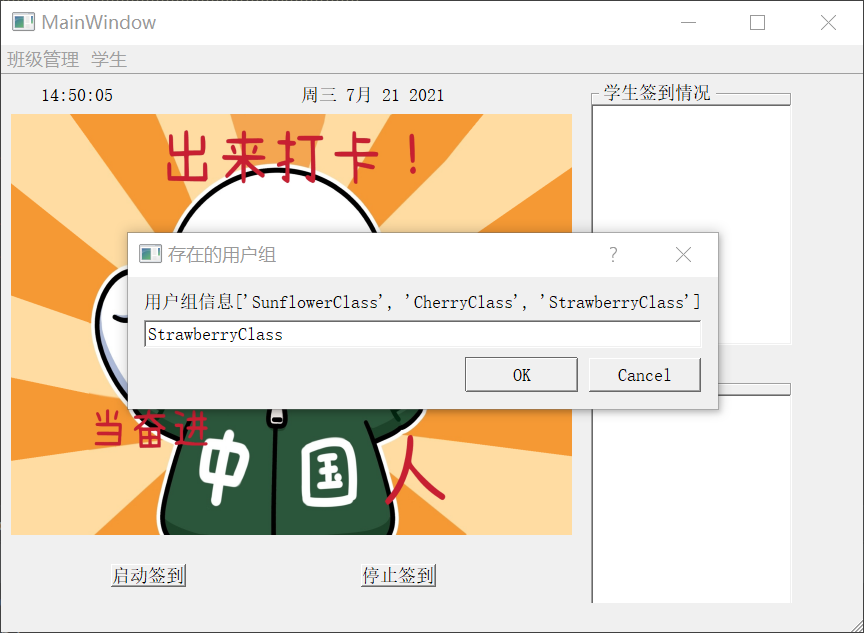 MainWindow
班级管理 学生
14:50:05
周三 7月 21 2021
学生签到情况
出来打卡！
存在的用户组
?
用户组信息['SunflowerClass', 'CherryClass', 'StrawberryClass']
StrawberryClass
OK
Cancel
当奋进
中国人
启动签到
停止签到